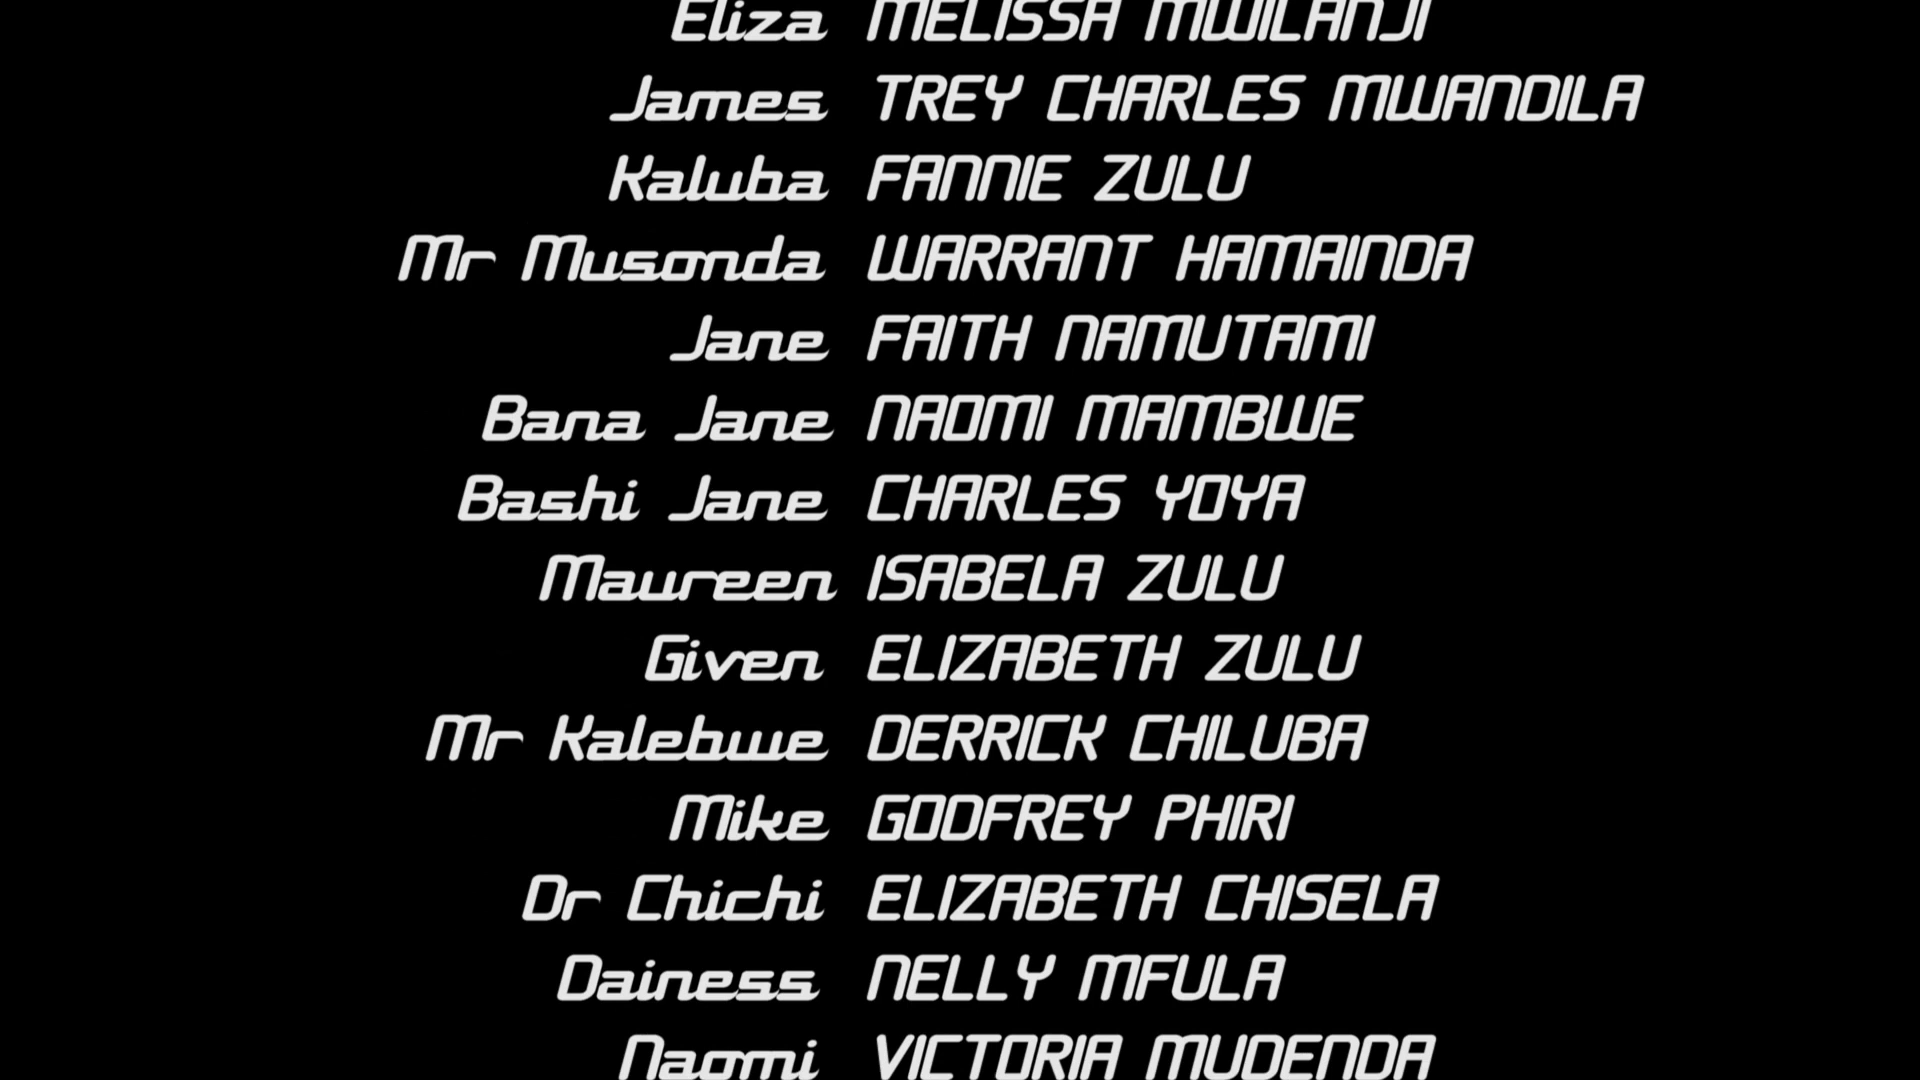 Eliza MELISSA MWILANJI
James TREY CHARLES MWANDILA
Kaluba FANNIE ZULU
Mr Musonda WARRANT HAMAINDA
Jane FAITH NAMUTAMI
Bana Jane NAOMI MAMBWE
Bashi Jane CHARLES YOYA
Maureen ISABELA ZULU
Given ELIZABETH ZULU
Mr Kalebwe DERRICK CHILUBA
Mike GODFREY PHIRI
Dr Chichi ELIZABETH CHISELA
Dainess NELLY MFULA
Naomi VICTORIA MUDENDA